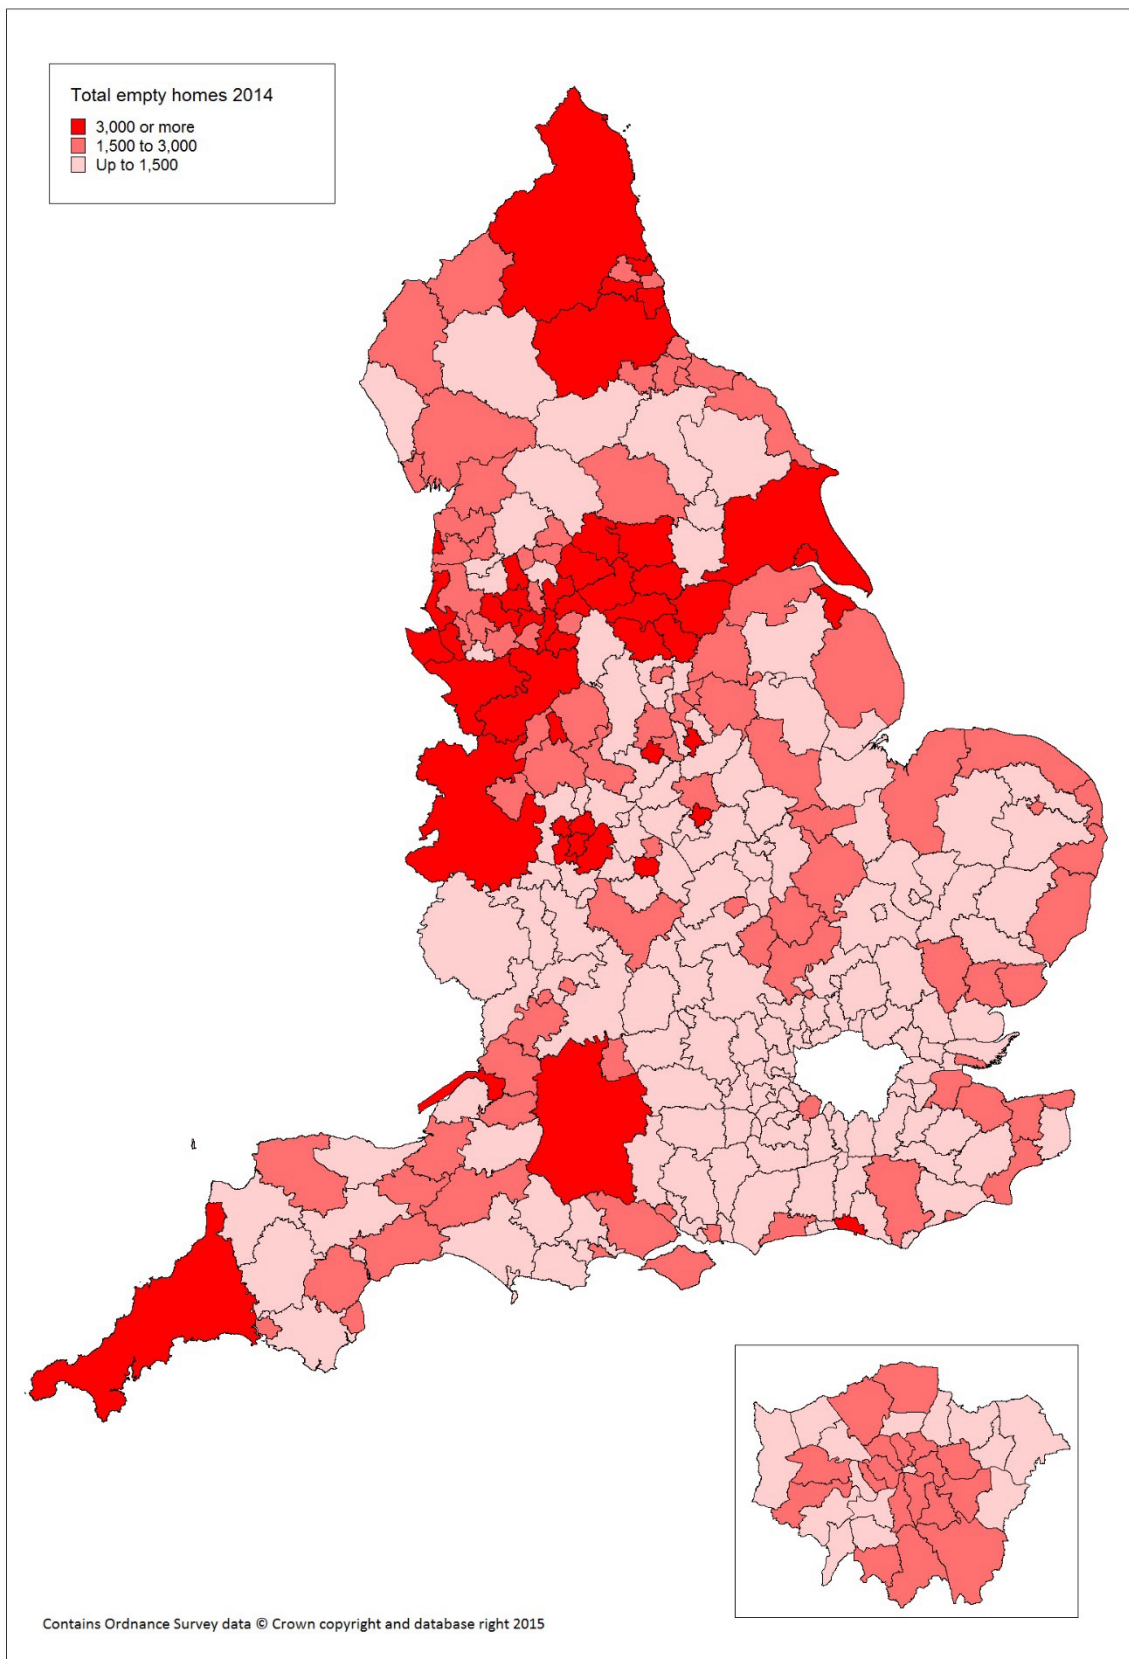 Total empty homes 2014
3,000 or more
1,500 to 3,000
Up to 1,500
Contains Ordnance Survey data © Crown copyright and database right 2015